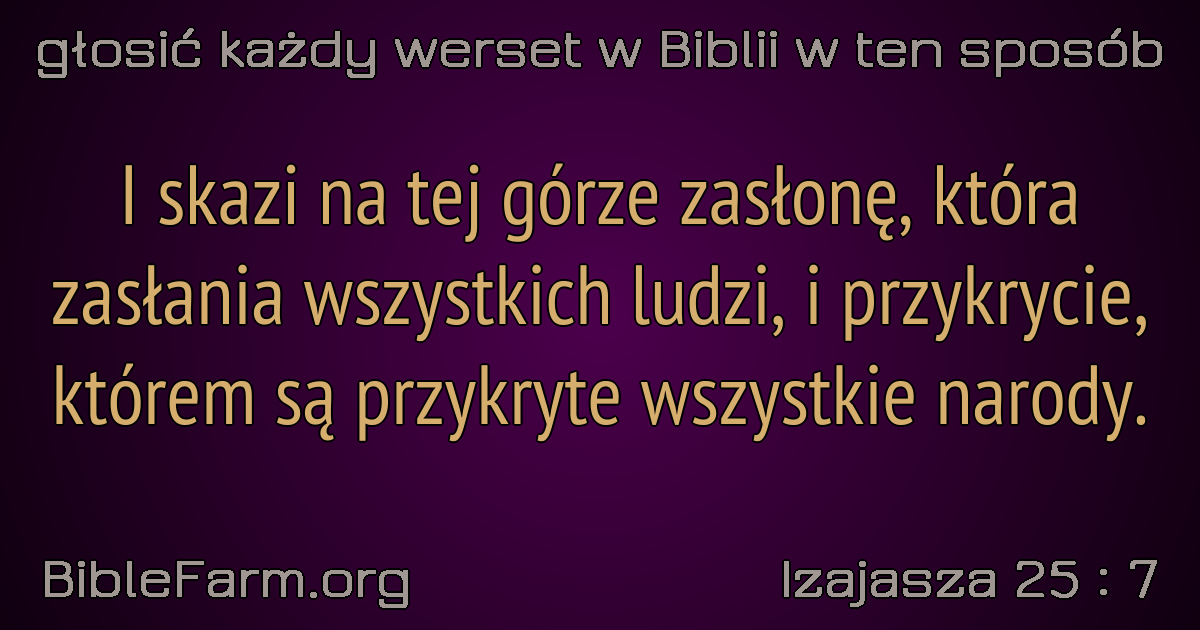 głosić każdy werset w Biblii w ten sposób
I skazi na tej górze zasłonę, która
zasłania wszystkich ludzi, i przykrycie,
którem są przykryte wszystkie narody.
BibleFarm.org
Izajasza 25 : 7